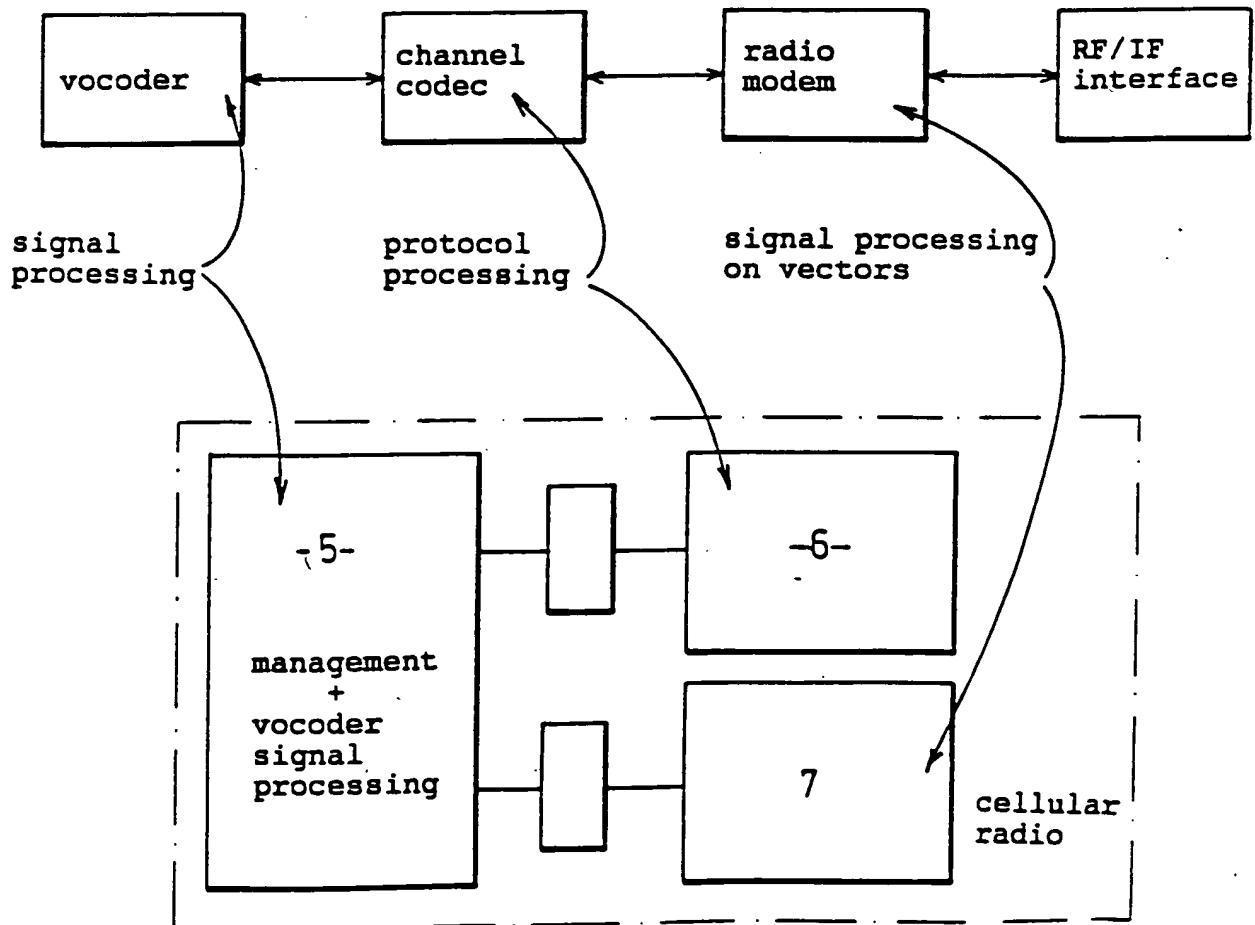 vocoder
channel
codec
radio
modem
RF/IF
interface
signal
processing
protocol
processing
signal processing
on vectors
-5-
management
+
vocoder
signal
processing
-6-
7
cellular
radio